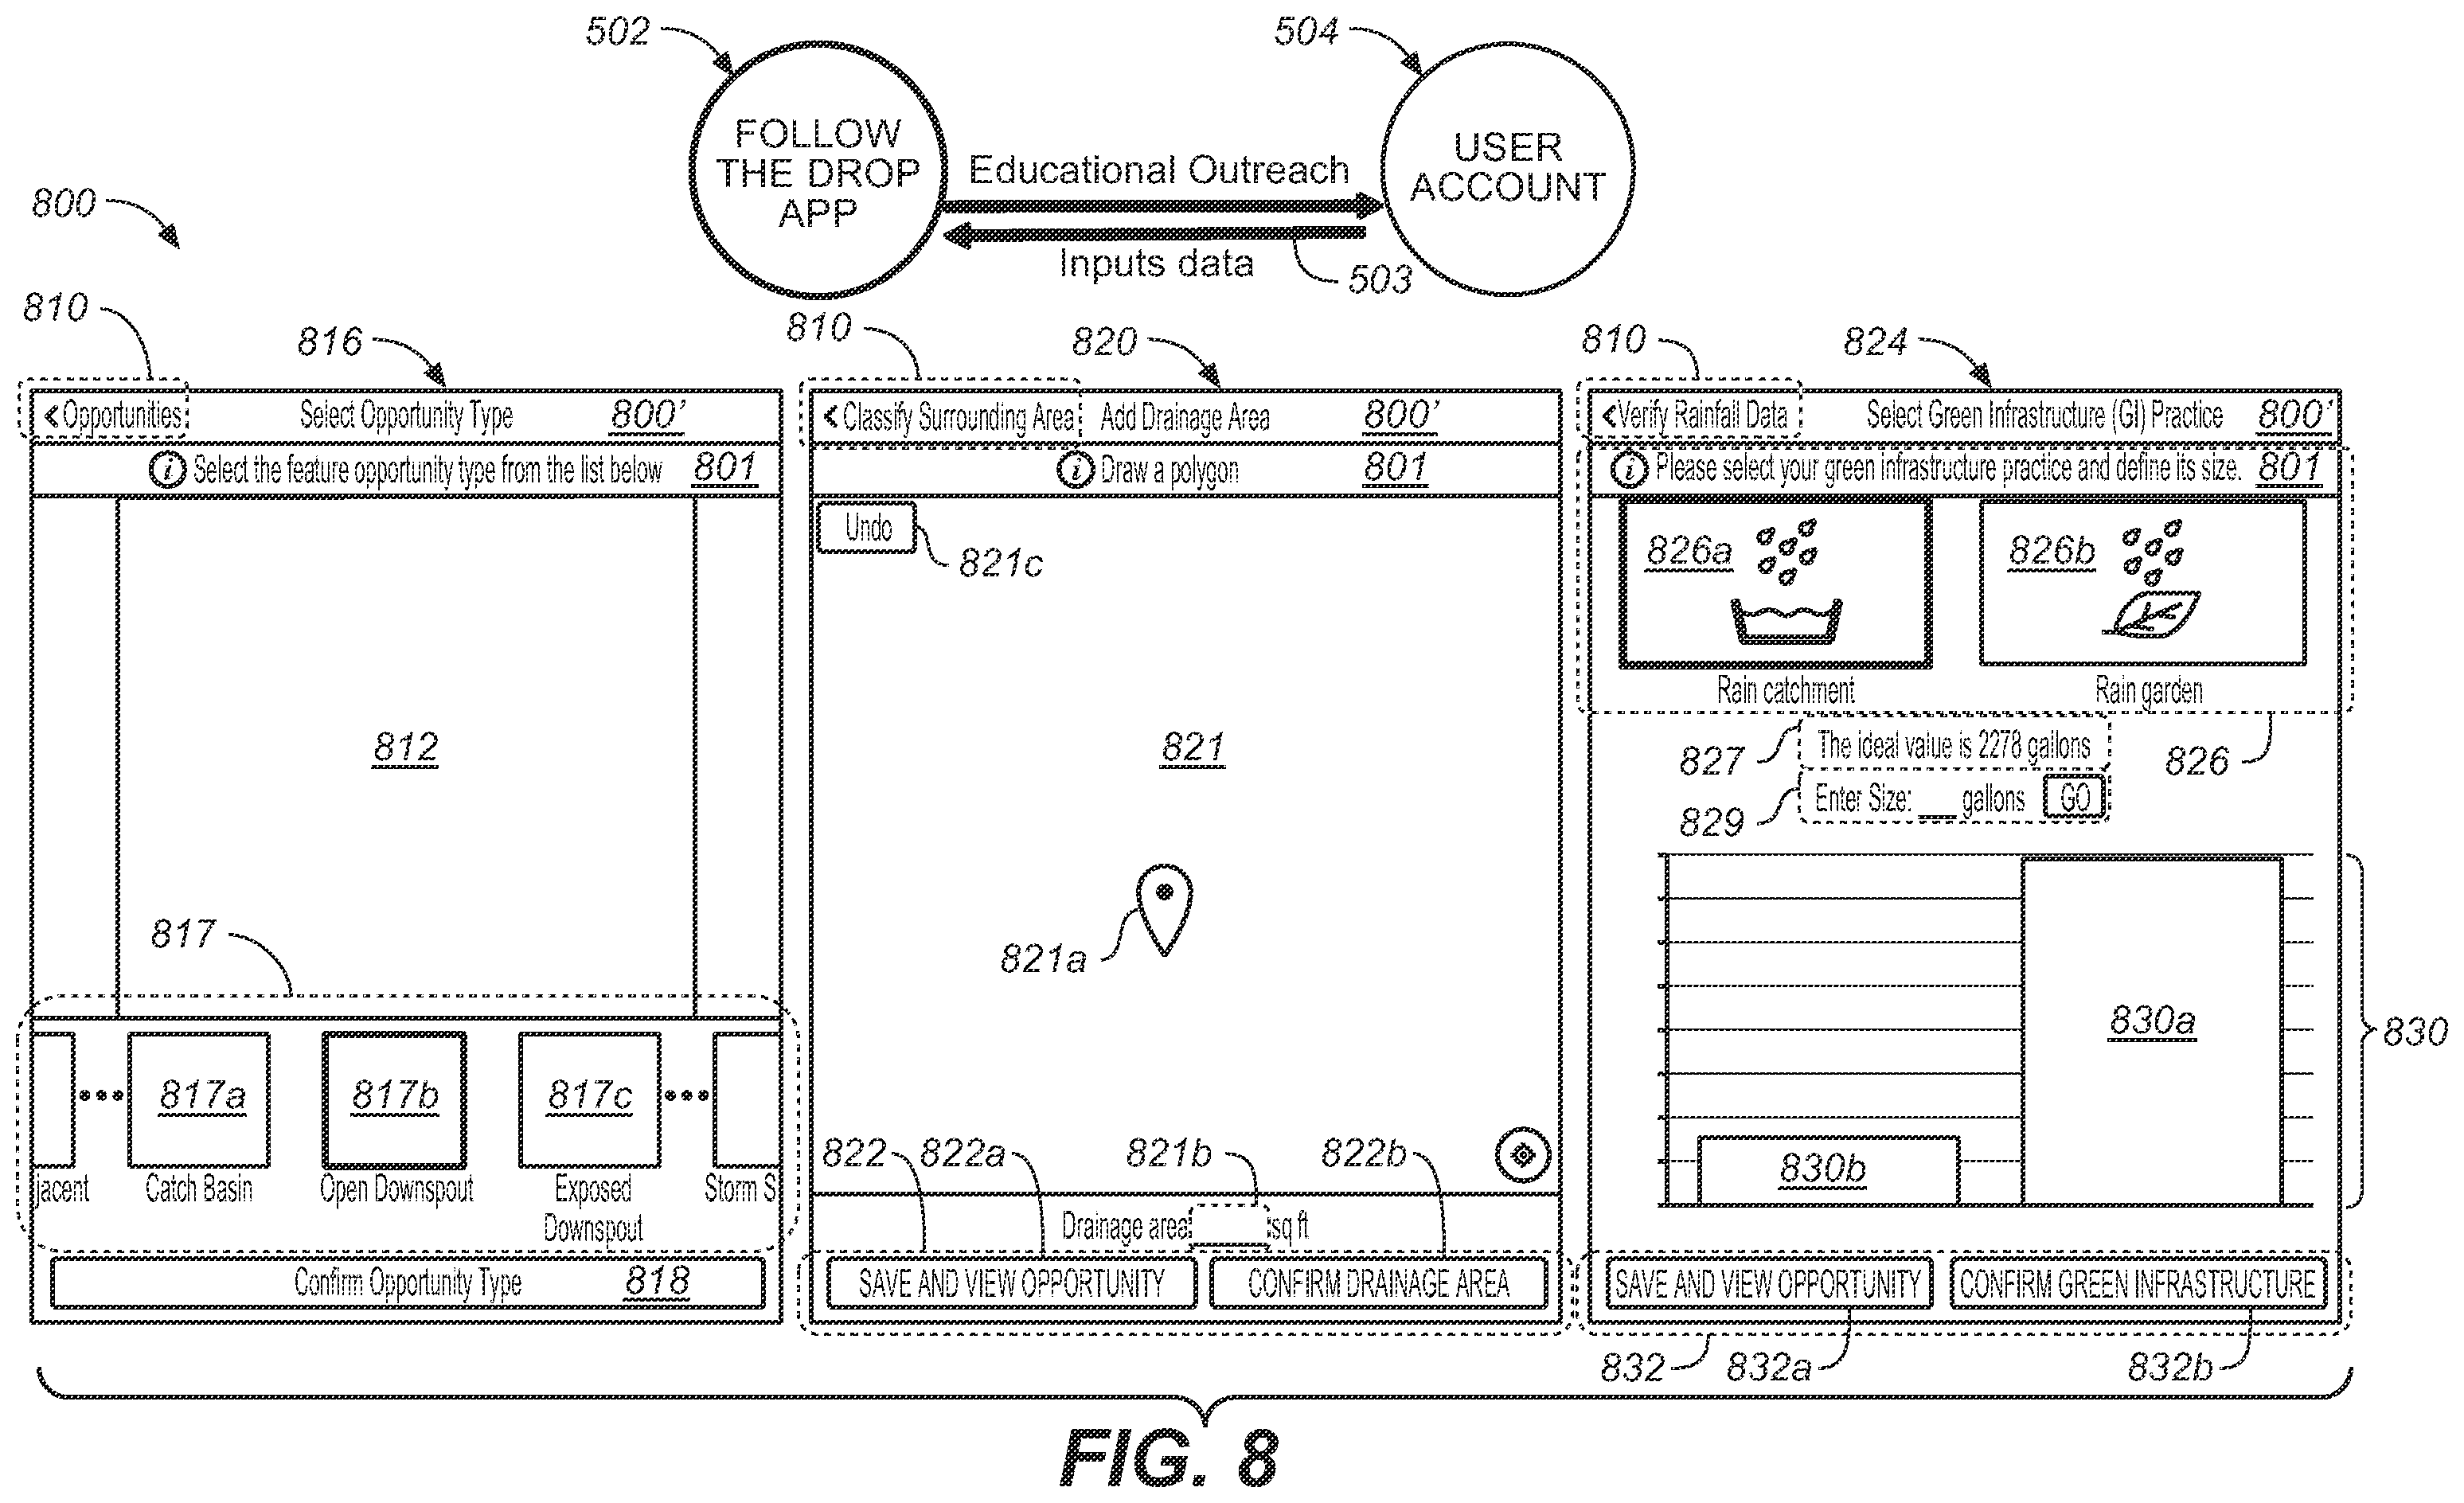 502
504
FOLLOW
THE DROP
APP
USER
ACCOUNT
Educational Outreach
Inputs data
503
800
810
816
810
820
810
824
<Opportunities
Select Opportunity Type
800'
Select the feature opportunity type from the list below
801
812
817
817a
817b
817c
jacent
Catch Basin
Open Downspout
Exposed
Downspout
Storm S
Confirm Opportunity Type
818
<Classify Surrounding Area
Add Drainage Area
800'
Draw a polygon
801
Undo
821c
821
821a
822
822a
821b
822b
Drainage area sq ft
SAVE AND VIEW OPPORTUNITY
CONFIRM DRAINAGE AREA
<Verify Rainfall Data
Select Green Infrastructure (GI) Practice
800'
Please select your green infrastructure practice and define its size.
801
826a
826b
Rain catchment
Rain garden
827
The ideal value is 2278 gallons
826
829
Enter Size: __ gallons
GO
830a
830
830b
SAVE AND VIEW OPPORTUNITY
CONFIRM GREEN INFRASTRUCTURE
832
832a
832b
FIG. 8